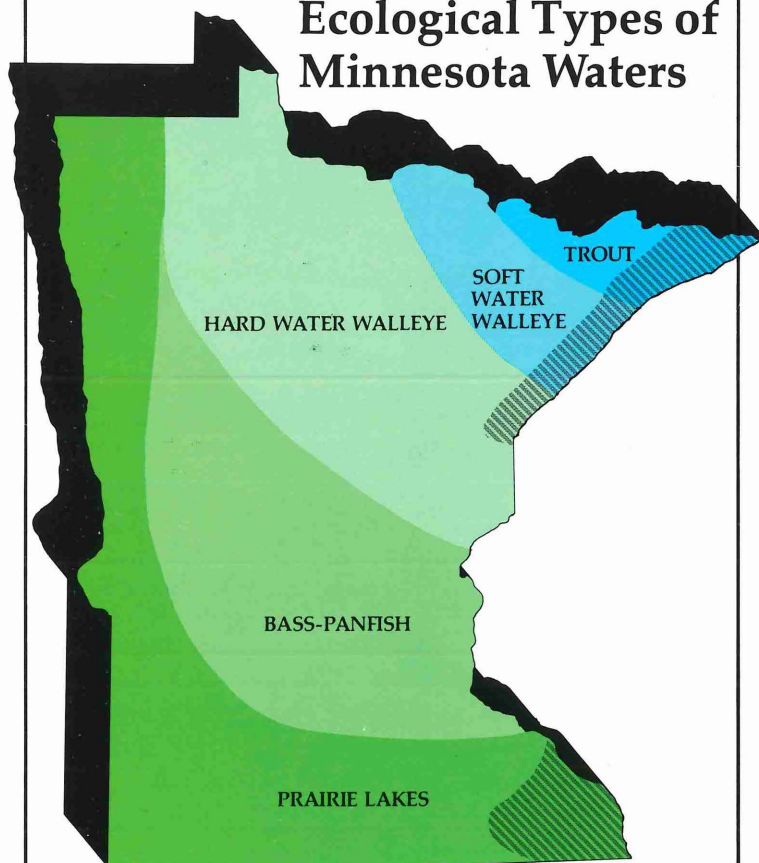 Ecological Types of
Minnesota Waters
TROUT
SOFT
WATER
WALLEYE
HARD WATER WALLEYE
BASS-PANFISH
PRAIRIE LAKES